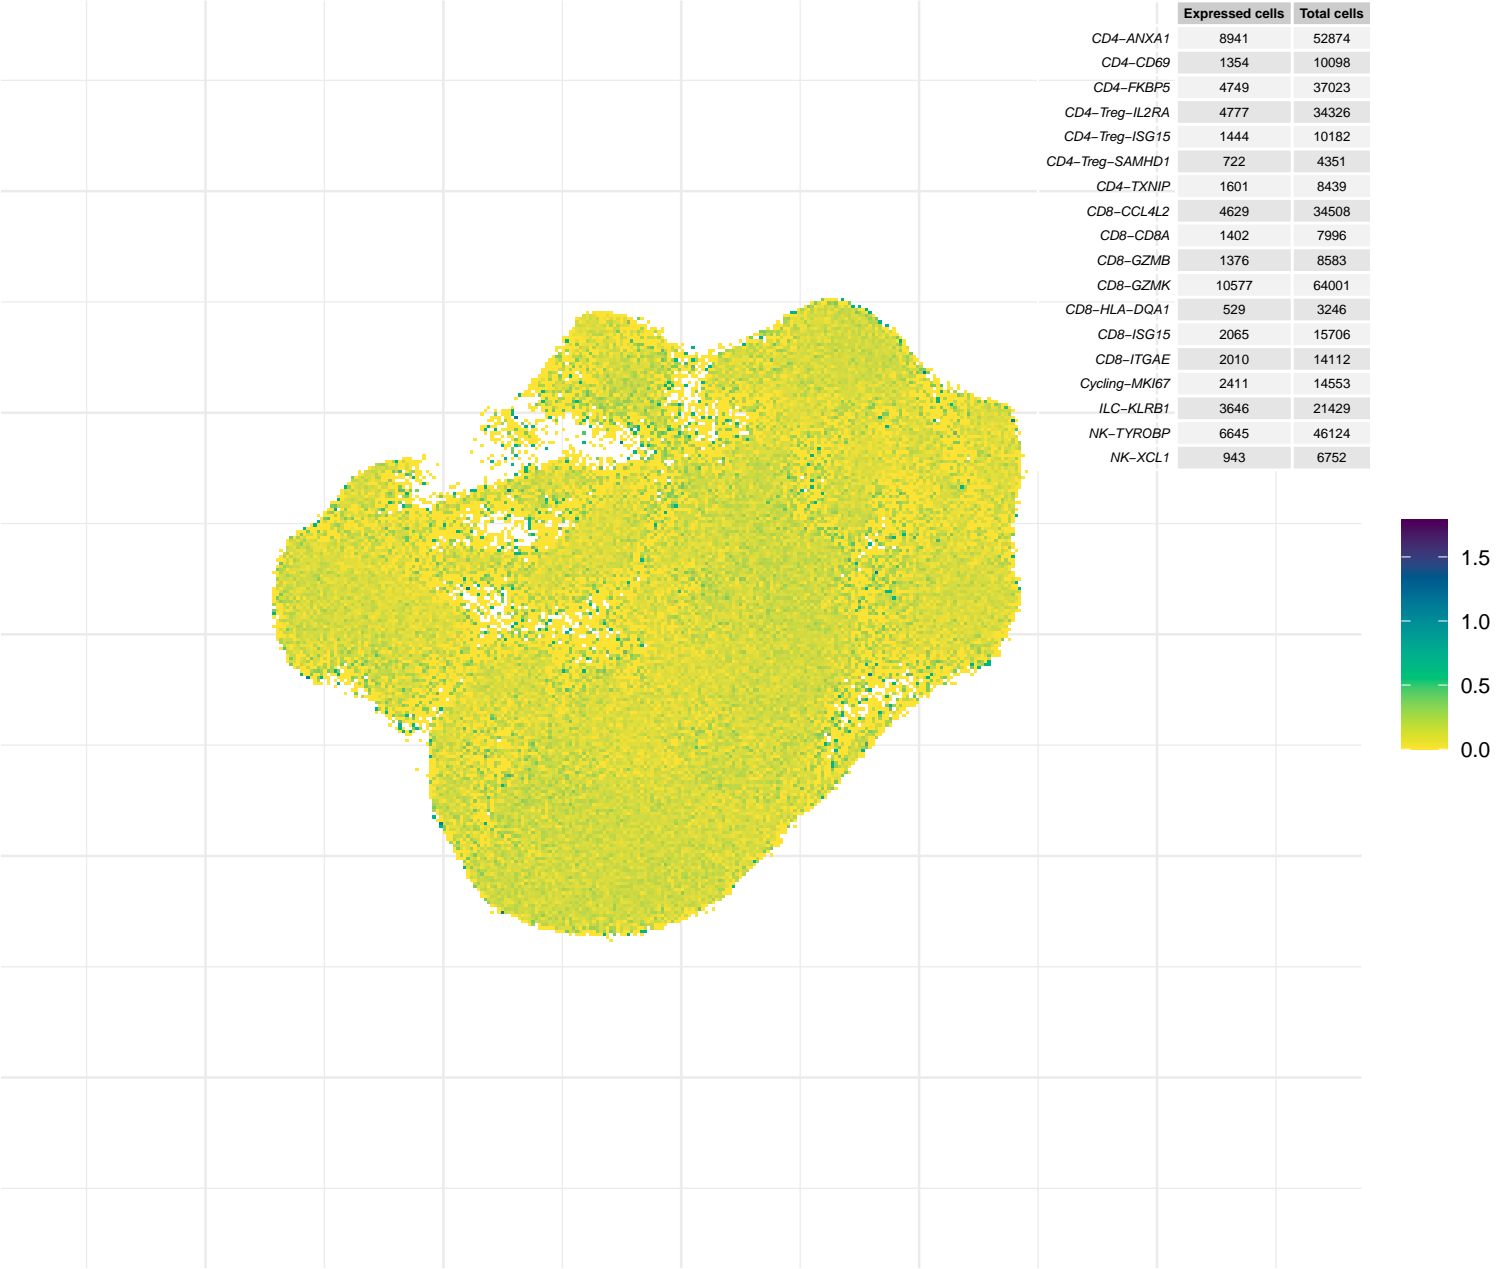 Expressed cells Total cells
CD4−ANXA1 8941 52874
CD4−CD69 1354 10098
CD4−FKBP5 4749 37023
CD4−Treg−IL2RA 4777 34326
CD4−Treg−ISG15 1444 10182
CD4−Treg−SAMHD1 722 4351
CD4−TXNIP 1601 8439
CD8−CCL4L2 4629 34508
CD8−CD8A 1402 7996
CD8−GZMB 1376 8583
CD8−GZMK 10577 64001
CD8−HLA−DQA1 529 3246
CD8−ISG15 2065 15706
CD8−ITGAE 2010 14112
Cycling−MKI67 2411 14553
ILC−KLRB1 3646 21429
NK−TYROBP 6645 46124
NK−XCL1 943 6752
1.5
1.0
0.5
0.0